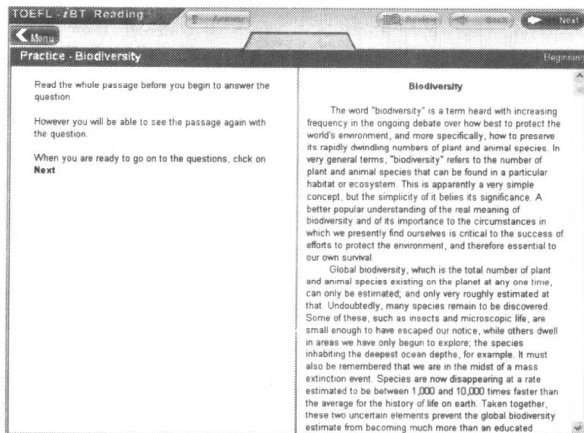 TOEFL - iBT Reading
Answer
Review
Back
Next
Menu
Practice - Biodiversity
Beginning
Read the whole passage before you begin to answer the
question.
However you will be able to see the passage again with
the question.
When you are ready to go on to the questions, click on
Next.
Biodiversity
The word "biodiversity" is a term heard with increasing
frequency in the ongoing debate over how best to protect the
world's environment, and more specifically, how to preserve
its rapidly dwindling numbers of plant and animal species. In
very general terms, "biodiversity" refers to the number of
plant and animal species that can be found in a particular
habitat or ecosystem. This is apparently a very simple
concept, but the simplicity of it belies its significance. A
better popular understanding of the real meaning of
biodiversity and of its importance to the circumstances in
which we presently find ourselves is critical to the success of
efforts to protect the environment, and therefore essential to
our own survival.
Global biodiversity, which is the total number of plant
and animal species existing on the planet at any one time,
can only be estimated; and only very roughly estimated at
that. Undoubtedly, many species remain to be discovered.
Some of these, such as insects and microscopic life, are
small enough to have escaped our notice, while others dwell
in areas we have only begun to explore; the species
inhabiting the deepest ocean depths, for example. It must
also be remembered that we are in the midst of a mass
extinction event. Species are now disappearing at a rate
estimated to be between 1,000 and 10,000 times faster than
the average for the history of life on earth. Taken together,
these two uncertain elements prevent the global biodiversity
estimate from becoming much more than an educated